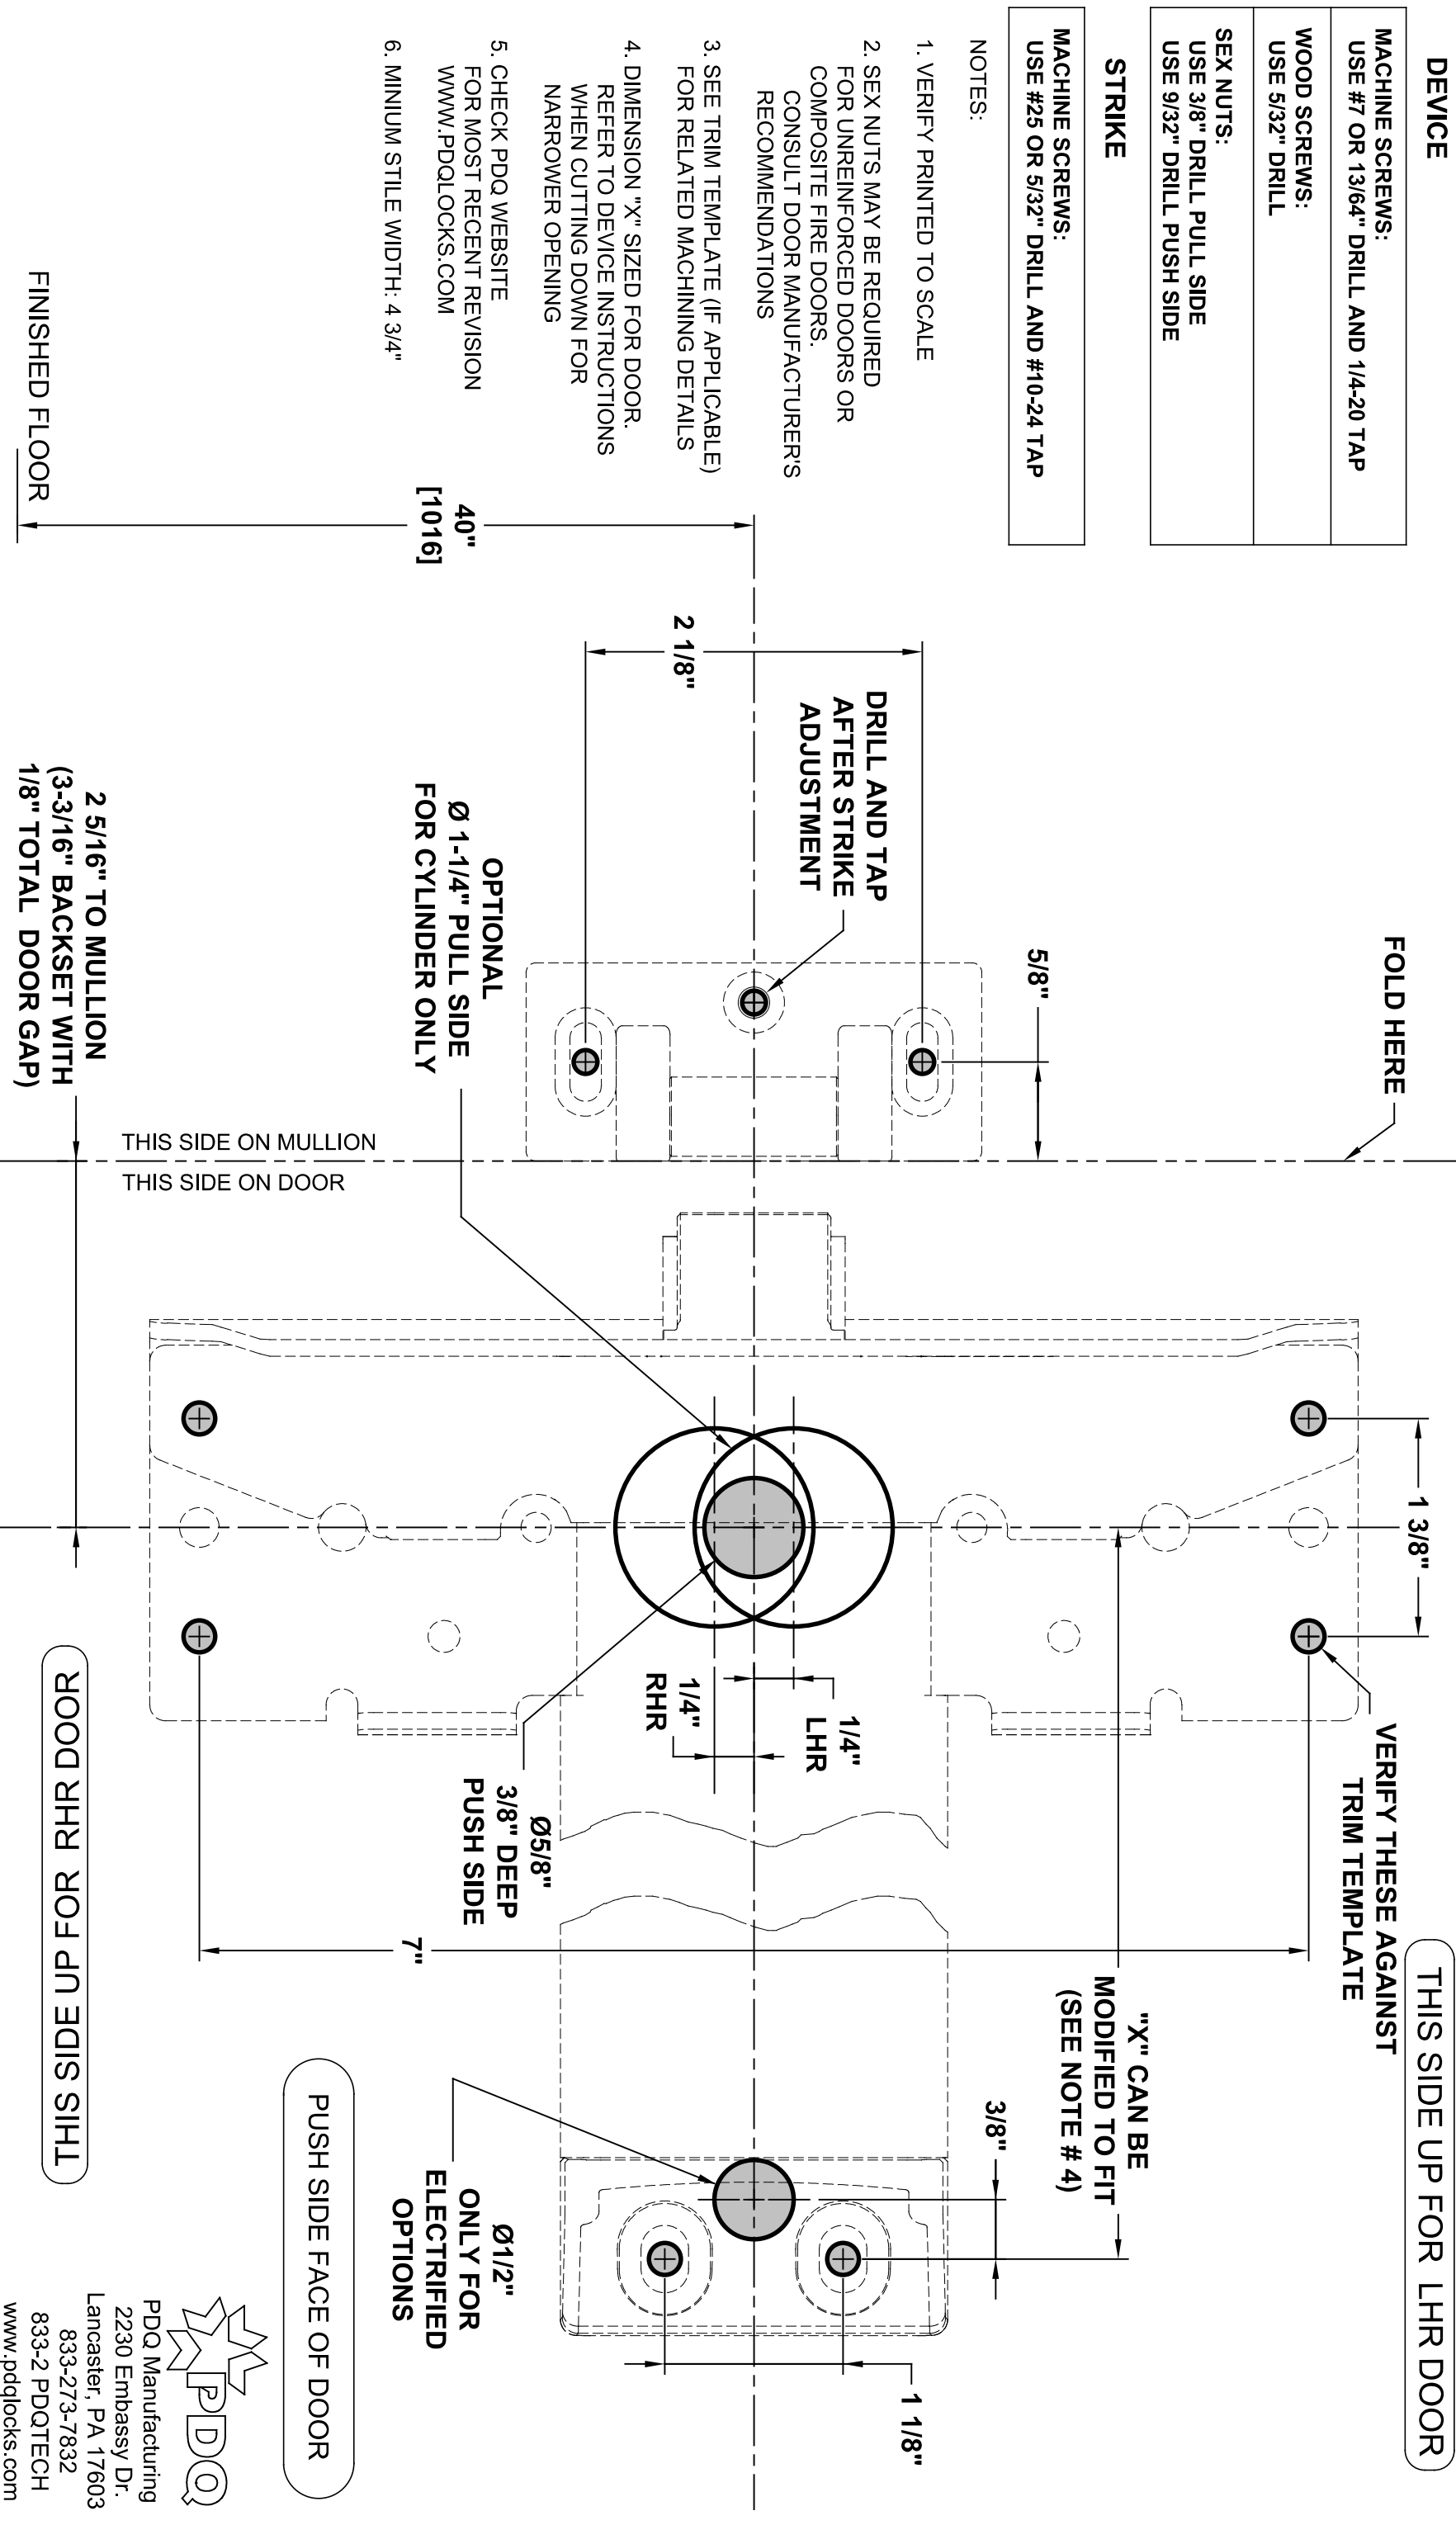 DEVICE
MACHINE SCREWS:
USE #7 OR 13/64" DRILL AND 1/4-20 TAP
WOOD SCREWS:
USE 5/32" DRILL
SEX NUTS:
USE 3/8" DRILL PULL SIDE
USE 9/32" DRILL PUSH SIDE
STRIKE
MACHINE SCREWS:
USE #25 OR 5/32" DRILL AND #10-24 TAP
NOTES:
1. VERIFY PRINTED TO SCALE
2. SEX NUTS MAY BE REQUIRED
FOR UNREINFORCED DOORS OR
COMPOSITE FIRE DOORS.
CONSULT DOOR MANUFACTURER'S
RECOMMENDATIONS
3. SEE TRIM TEMPLATE (IF APPLICABLE)
FOR RELATED MACHINING DETAILS
4. DIMENSION "X" SIZED FOR DOOR.
REFER TO DEVICE INSTRUCTIONS
WHEN CUTTING DOWN FOR
NARROWER OPENING
5. CHECK PDQ WEBSITE
FOR MOST RECENT REVISION
WWW.PDQLOCKS.COM
6. MINIUM STILE WIDTH: 4 3/4"
FINISHED FLOOR
40"
[1016]
2 1/8"
DRILL AND TAP
AFTER STRIKE
ADJUSTMENT
5/8"
FOLD HERE
OPTIONAL
Ø 1-1/4" PULL SIDE
FOR CYLINDER ONLY
2 5/16" TO MULLION
(3-3/16" BACKSET WITH
1/8" TOTAL DOOR GAP)
THIS SIDE ON MULLION
THIS SIDE ON DOOR
1 3/8"
VERIFY THESE AGAINST
TRIM TEMPLATE
1/4"
LHR
1/4"
RHR
Ø5/8"
3/8" DEEP
PUSH SIDE
7"
"X" CAN BE
MODIFIED TO FIT
(SEE NOTE # 4)
3/8"
1 1/8"
Ø1/2"
ONLY FOR
ELECTRIFIED
OPTIONS
THIS SIDE UP FOR LHR DOOR
THIS SIDE UP FOR RHR DOOR
PUSH SIDE FACE OF DOOR
PDQ
PDQ Manufacturing
2230 Embassy Dr.
Lancaster, PA 17603
833-273-7832
833-2 PDQTECH
www.pdqlocks.com